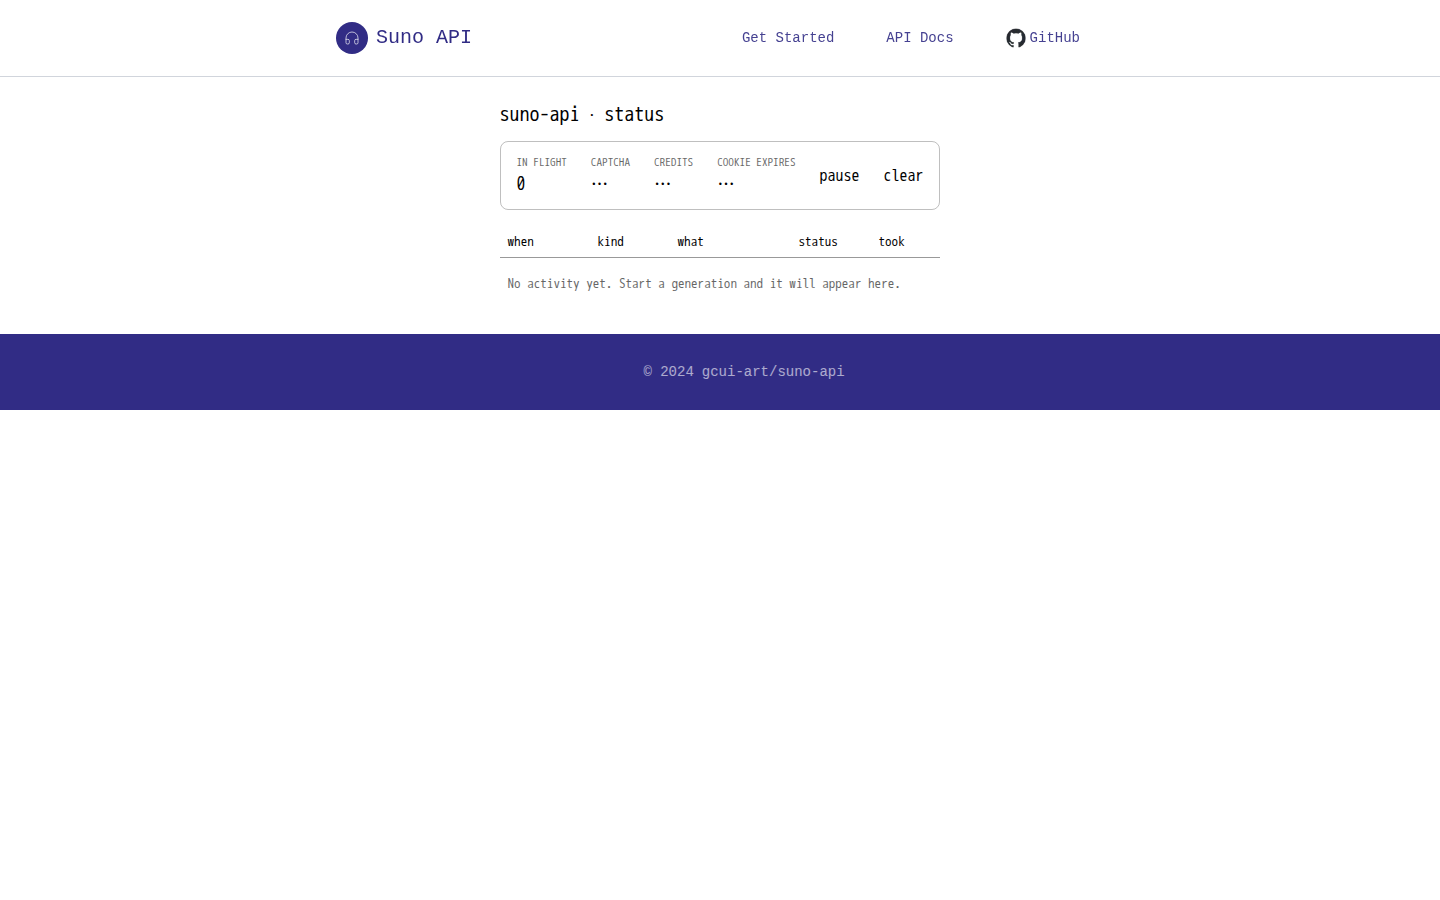 Suno API
Get Started
API Docs
GitHub
suno-api · status
IN FLIGHT
0
CAPTCHA
···
CREDITS
···
COOKIE EXPIRES
···
pause
clear
when kind what status took
No activity yet. Start a generation and it will appear here.
© 2024 gcui-art/suno-api